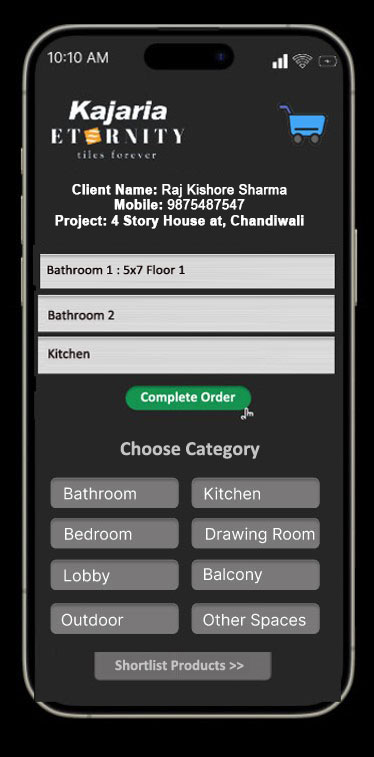 10:10 AM
Kajaria
ETERNITY
tiles forever
Client Name: Raj Kishore Sharma
Mobile: 9875487547
Project: 4 Story House at, Chandiwali
Bathroom 1 : 5x7 Floor 1
Bathroom 2
Kitchen
Complete Order
Choose Category
Bathroom Kitchen
Bedroom Drawing Room
Lobby Balcony
Outdoor Other Spaces
Shortlist Products >>